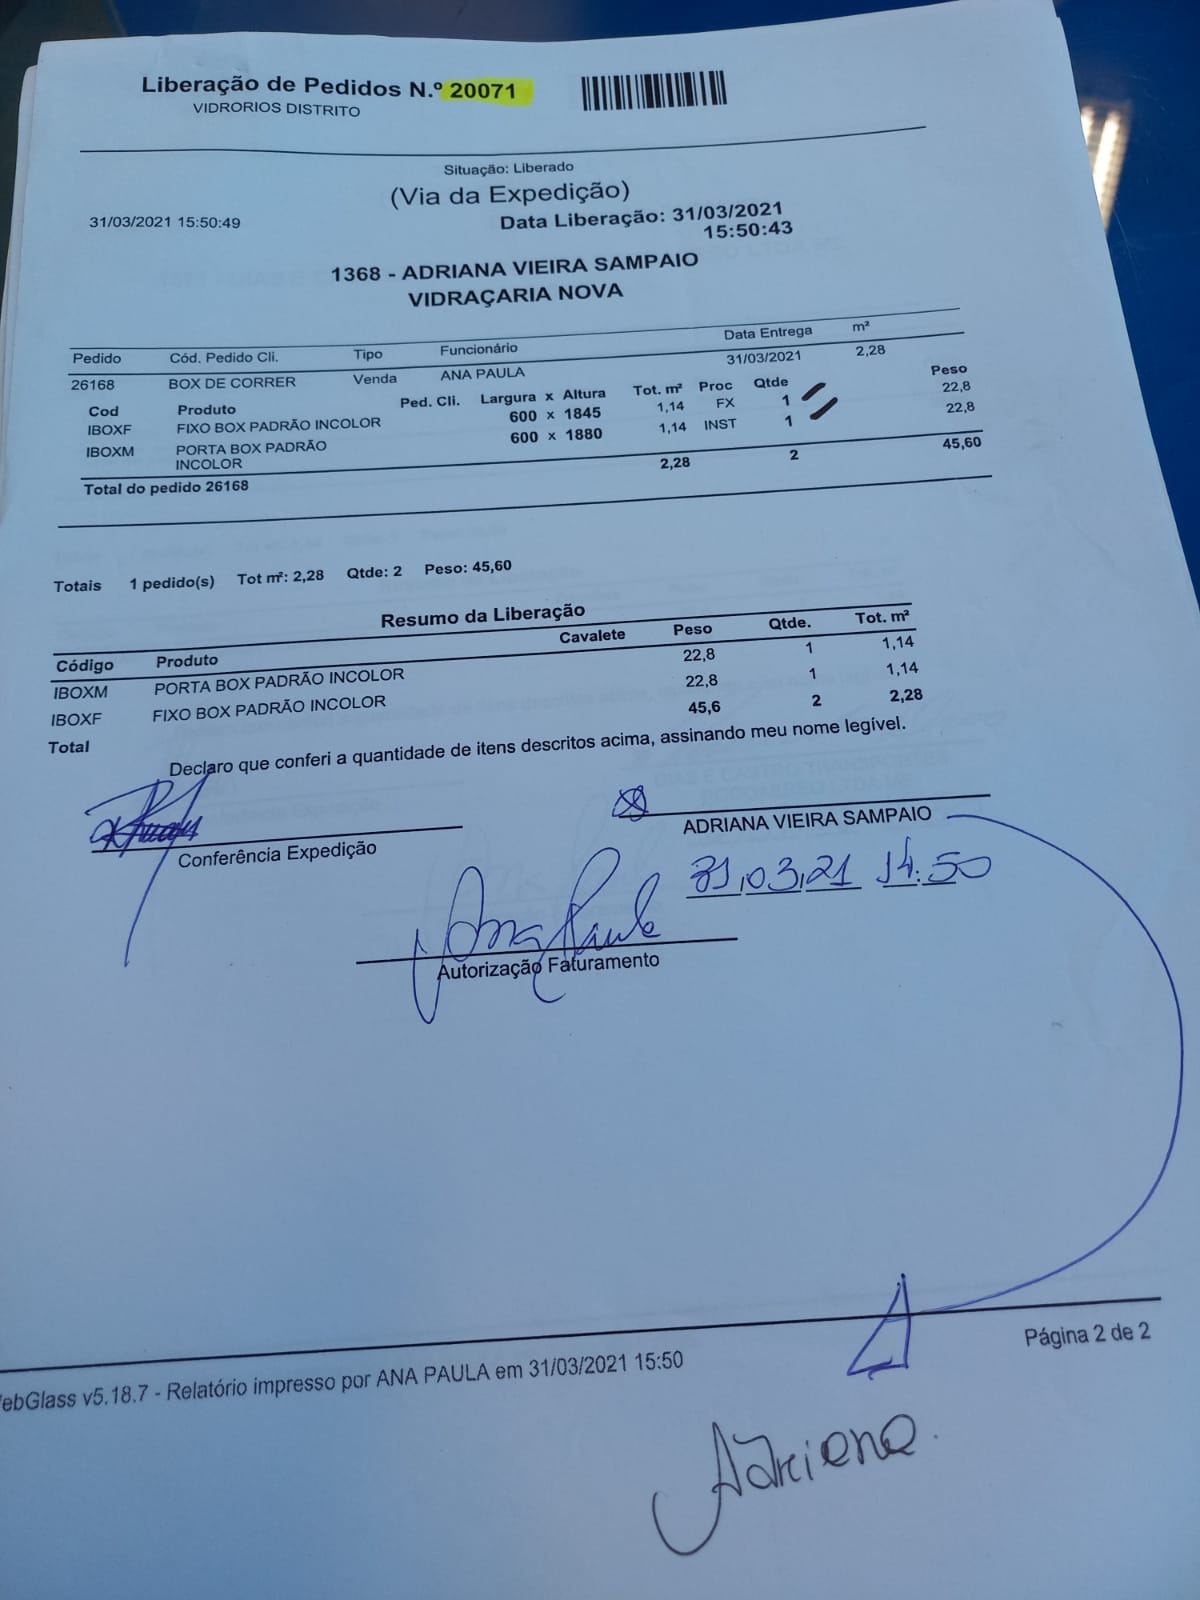 Liberação de Pedidos N.º 20071
VIDRORIOS DISTRITO
Situação: Liberado
(Via da Expedição)
31/03/2021 15:50:49
Data Liberação: 31/03/2021
15:50:43
1368 - ADRIANA VIEIRA SAMPAIO
VIDRAÇARIA NOVA
Pedido Cód. Pedido Cli. Tipo Funcionário Data Entrega m²
26168 BOX DE CORRER Venda ANA PAULA 31/03/2021 2,28
Cod Produto Ped. Cli. Largura x Altura Tot. m² Proc Qtde Peso
IBOXF FIXO BOX PADRÃO INCOLOR 600 x 1845 1,14 FX 1 22,8
IBOXM PORTA BOX PADRÃO 600 x 1880 1,14 INST 1 22,8
INCOLOR
Total do pedido 26168 2,28 2 45,60
Totais 1 pedido(s) Tot m²: 2,28 Qtde: 2 Peso: 45,60
Resumo da Liberação
Código Produto Cavalete Peso Qtde. Tot. m²
IBOXM PORTA BOX PADRÃO INCOLOR 22,8 1 1,14
IBOXF FIXO BOX PADRÃO INCOLOR 22,8 1 1,14
Total 45,6 2 2,28
Declaro que conferi a quantidade de itens descritos acima, assinando meu nome legível.
Conferência Expedição
ADRIANA VIEIRA SAMPAIO
31,03,21 14:50
Ana Paula
Autorização Faturamento
ebGlass v5.18.7 - Relatório impresso por ANA PAULA em 31/03/2021 15:50
Página 2 de 2
Adriana